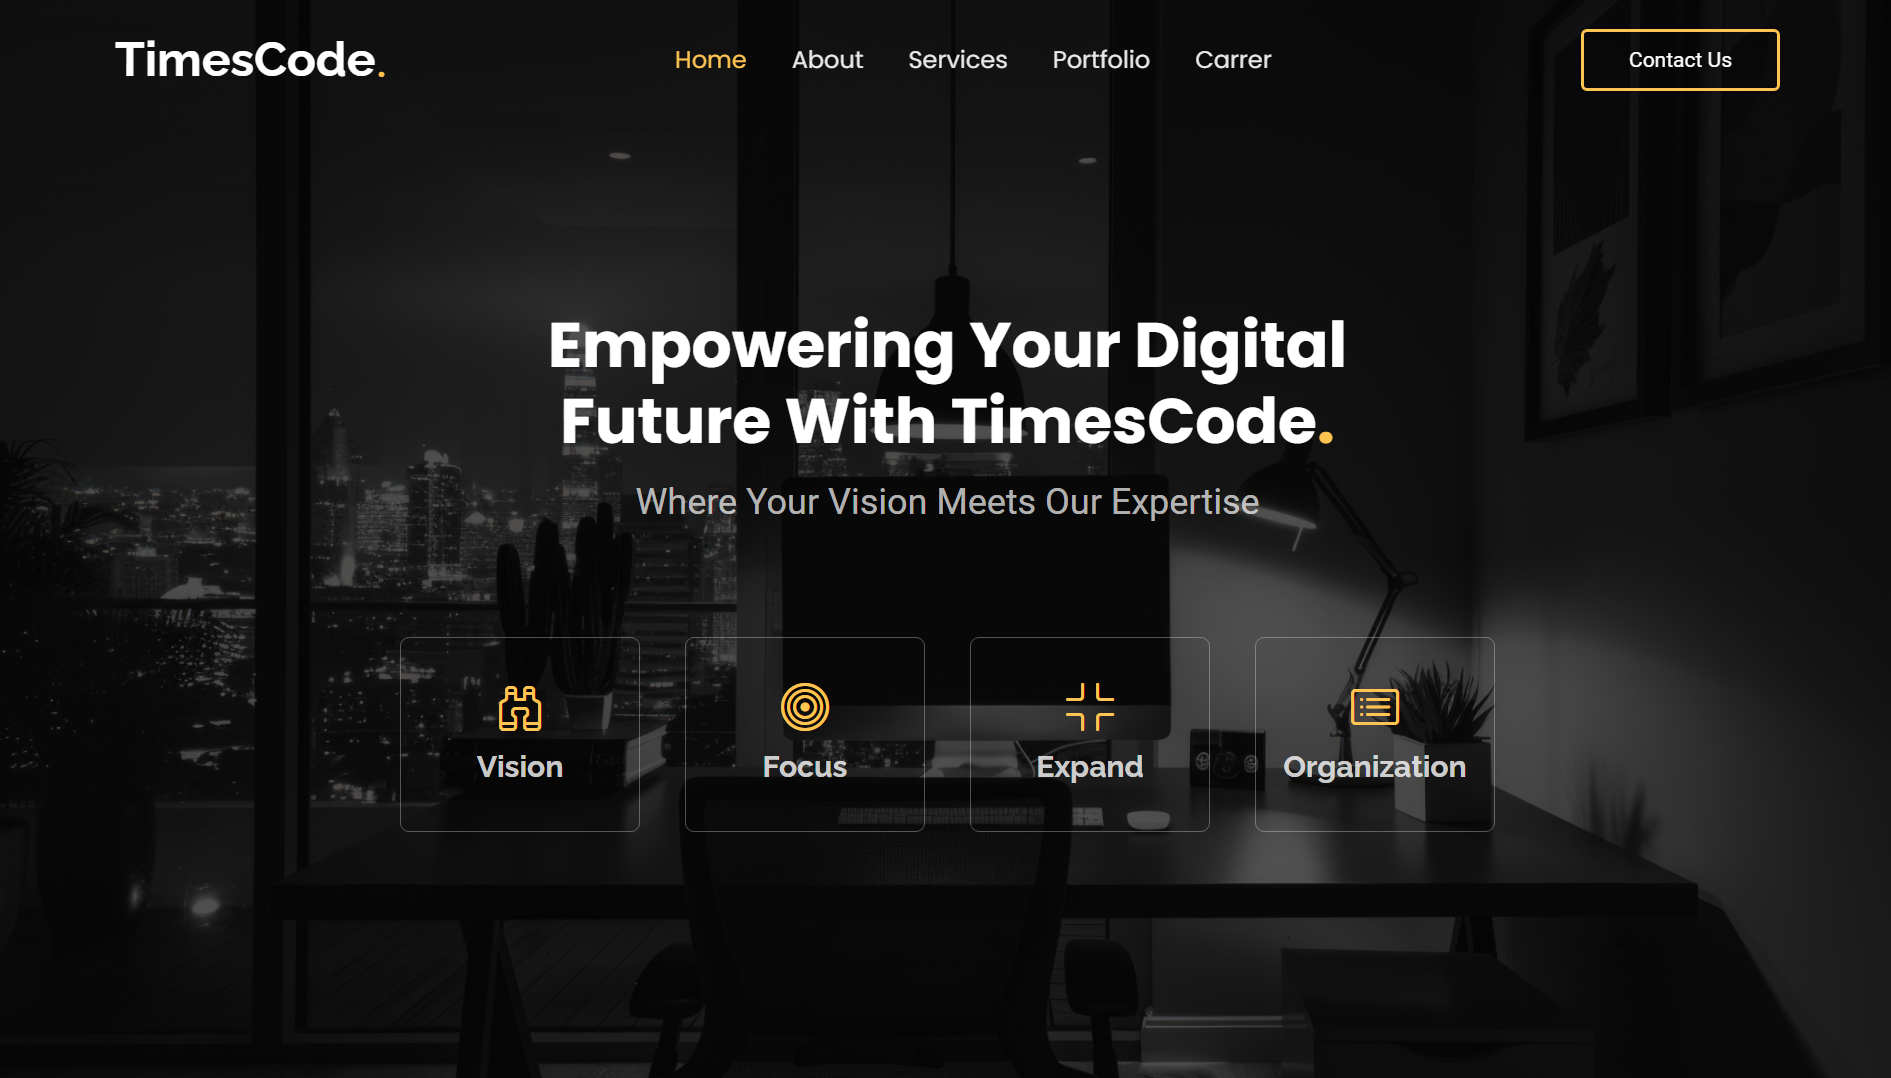 TimesCode.
Home About Services Portfolio Carrer
Contact Us
Empowering Your Digital
Future With TimesCode.
Where Your Vision Meets Our Expertise
Vision
Focus
Expand
Organization